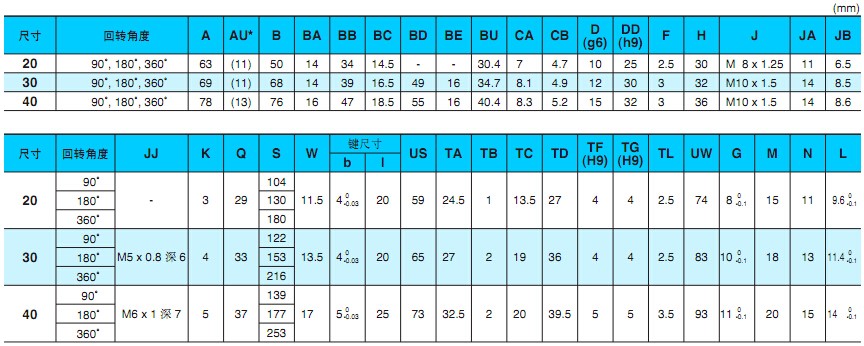 (mm)
尺寸 回转角度 A AU* B BA BB BC BD BE BU CA CB D (g6) DD (h9) F H J JA JB
20 90˚, 180˚, 360˚ 63 (11) 50 14 34 14.5 - - 30.4 7 4.7 10 25 2.5 30 M 8 x 1.25 11 6.5
30 90˚, 180˚, 360˚ 69 (11) 68 14 39 16.5 49 16 34.7 8.1 4.9 12 30 3 32 M10 x 1.5 14 8.5
40 90˚, 180˚, 360˚ 78 (13) 76 16 47 18.5 55 16 40.4 8.3 5.2 15 32 3 36 M10 x 1.5 14 8.6
尺寸 回转角度 JJ K Q S W 键尺寸 b l US TA TB TC TD TF (H9) TG (H9) TL UW G M N L
90˚ 104
20 180˚ - 3 29 130 11.5 4 0 -0.03 20 59 24.5 1 13.5 27 4 4 2.5 74 8 0 -0.1 15 11 9.6 0 -0.1
360˚ 180
90˚ 122
30 180˚ M5 x 0.8 深 6 4 33 153 13.5 4 0 -0.03 20 65 27 2 19 36 4 4 2.5 83 10 0 -0.1 18 13 11.4 0 -0.1
360˚ 216
90˚ 139
40 180˚ M6 x 1 深 7 5 37 177 17 5 0 -0.03 25 73 32.5 2 20 39.5 5 5 3.5 93 11 0 -0.1 20 15 14 0 -0.1
360˚ 253